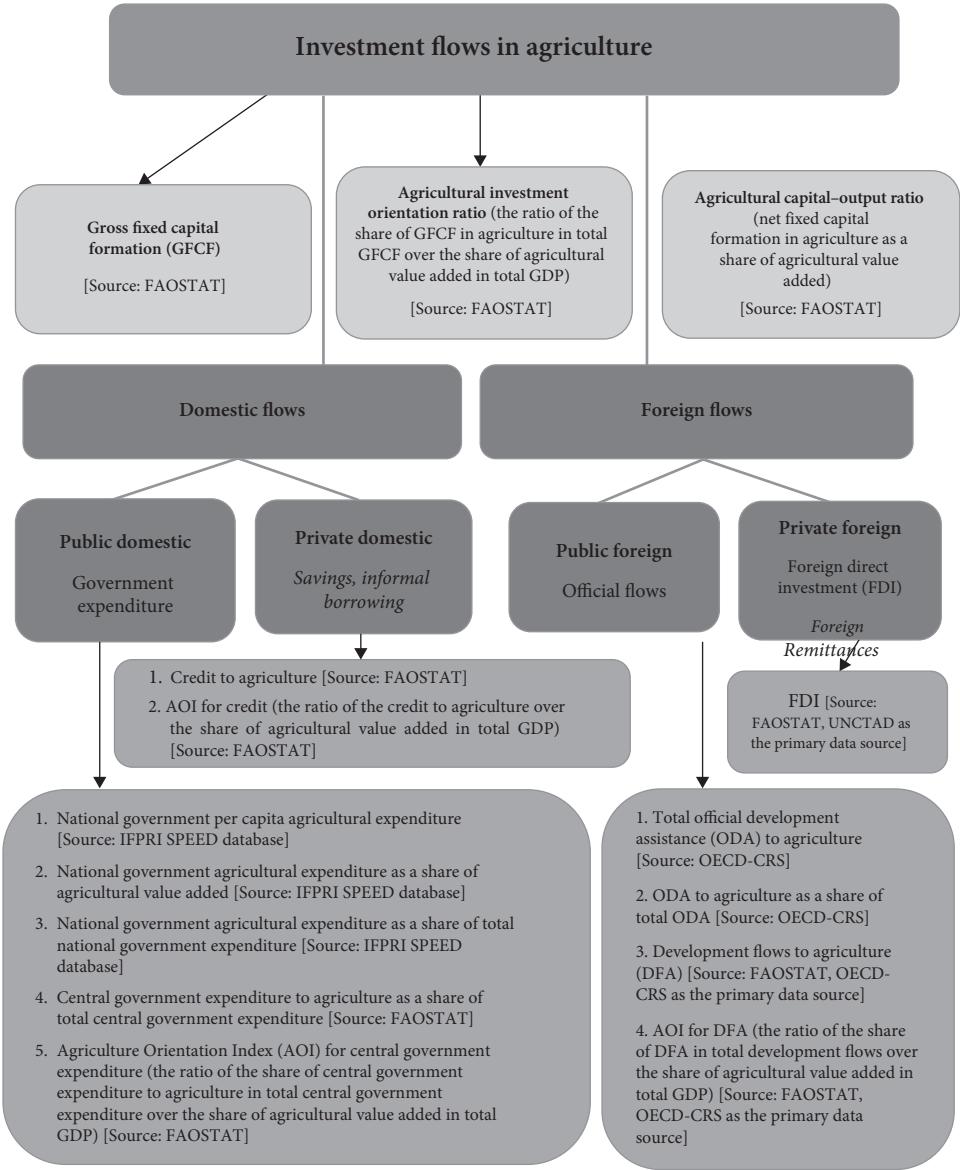 Investment flows in agriculture
Gross fixed capital
formation (GFCF)
[Source: FAOSTAT]
Agricultural investment
orientation ratio (the ratio of the
share of GFCF in agriculture in total
GFCF over the share of agricultural
value added in total GDP)
[Source: FAOSTAT]
Agricultural capital–output ratio
(net fixed capital
formation in agriculture as a
share of agricultural value
added)
[Source: FAOSTAT]
Domestic flows
Foreign flows
Public domestic
Government
expenditure
Private domestic
Savings, informal
borrowing
Public foreign
Official flows
Private foreign
Foreign direct
investment (FDI)
Foreign
Remittances
1. Credit to agriculture [Source: FAOSTAT]
2. AOI for credit (the ratio of the credit to agriculture over
the share of agricultural value added in total GDP)
[Source: FAOSTAT]
FDI [Source:
FAOSTAT, UNCTAD as
the primary data source]
1. National government per capita agricultural expenditure
[Source: IFPRI SPEED database]
2. National government agricultural expenditure as a share of
agricultural value added [Source: IFPRI SPEED database]
3. National government agricultural expenditure as a share of total
national government expenditure [Source: IFPRI SPEED
database]
4. Central government expenditure to agriculture as a share of
total central government expenditure [Source: FAOSTAT]
5. Agriculture Orientation Index (AOI) for central government
expenditure (the ratio of the share of central government
expenditure to agriculture in total central government
expenditure over the share of agricultural value added in total
GDP) [Source: FAOSTAT]
1. Total official development
assistance (ODA) to agriculture
[Source: OECD-CRS]
2. ODA to agriculture as a share of
total ODA [Source: OECD-CRS]
3. Development flows to agriculture
(DFA) [Source: FAOSTAT, OECD-
CRS as the primary data source]
4. AOI for DFA (the ratio of the share
of DFA in total development flows over
the share of agricultural value added in
total GDP) [Source: FAOSTAT,
OECD-CRS as the primary data
source]